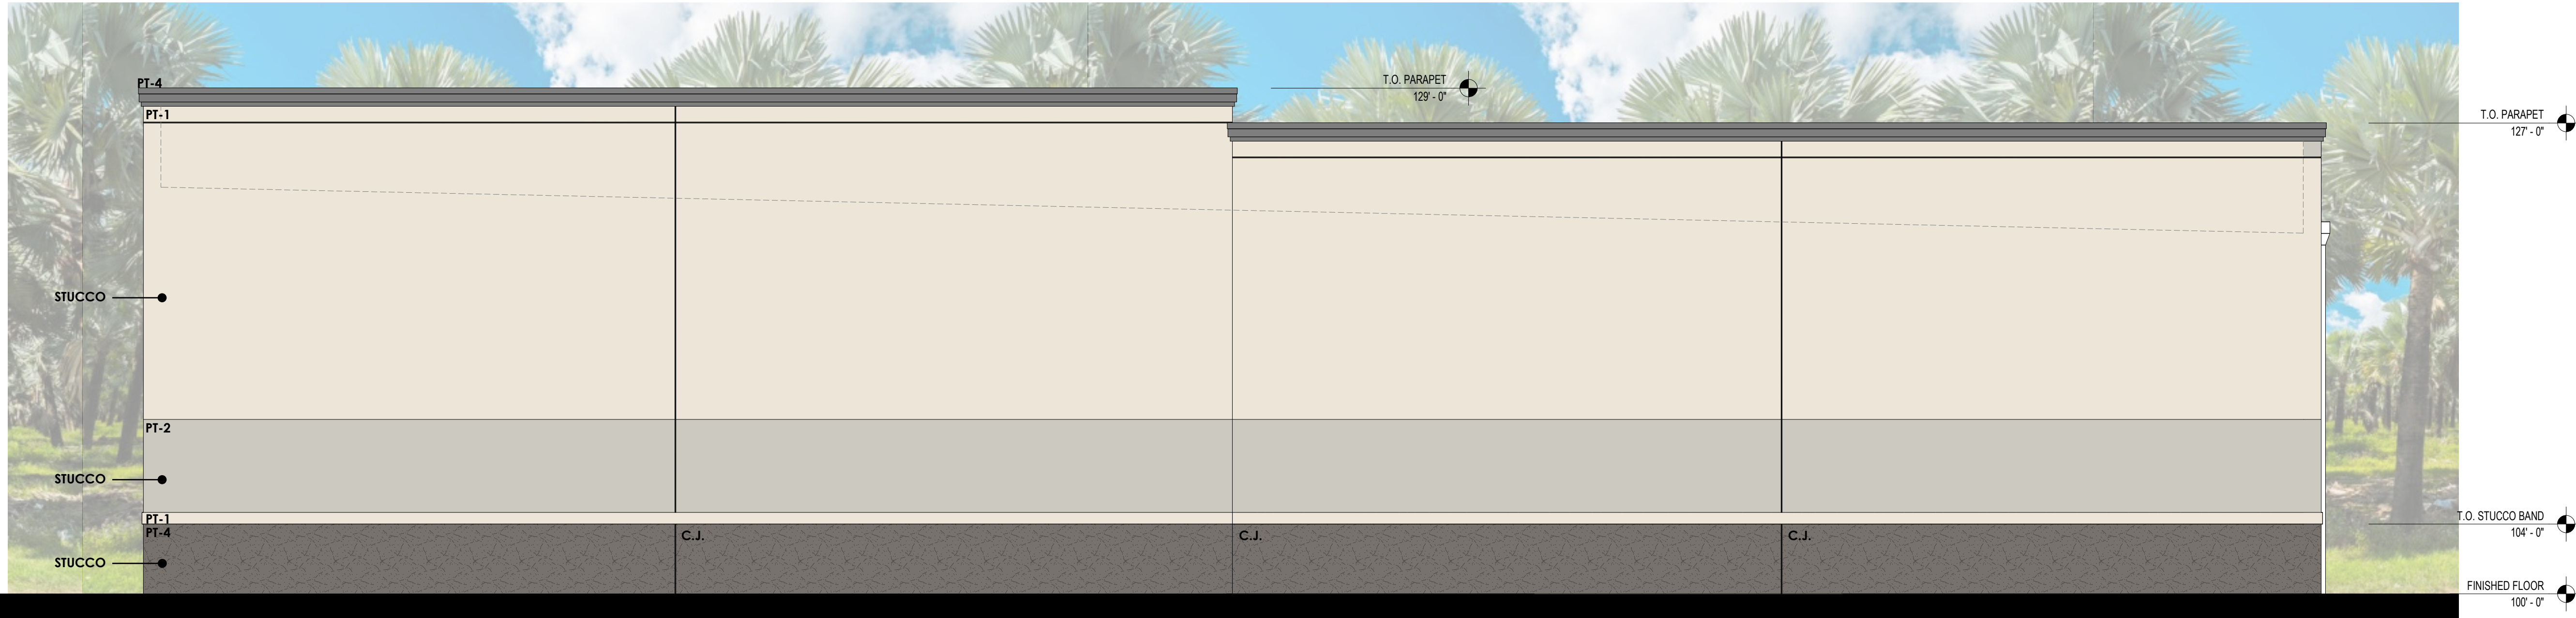 PT-4
T.O. PARAPET
129' - 0"
PT-1
T.O. PARAPET
127' - 0"
STUCCO
PT-2
STUCCO
PT-1
T.O. STUCCO BAND
PT-4
104' - 0"
C.J.
C.J.
C.J.
STUCCO
FINISHED FLOOR
100' - 0"